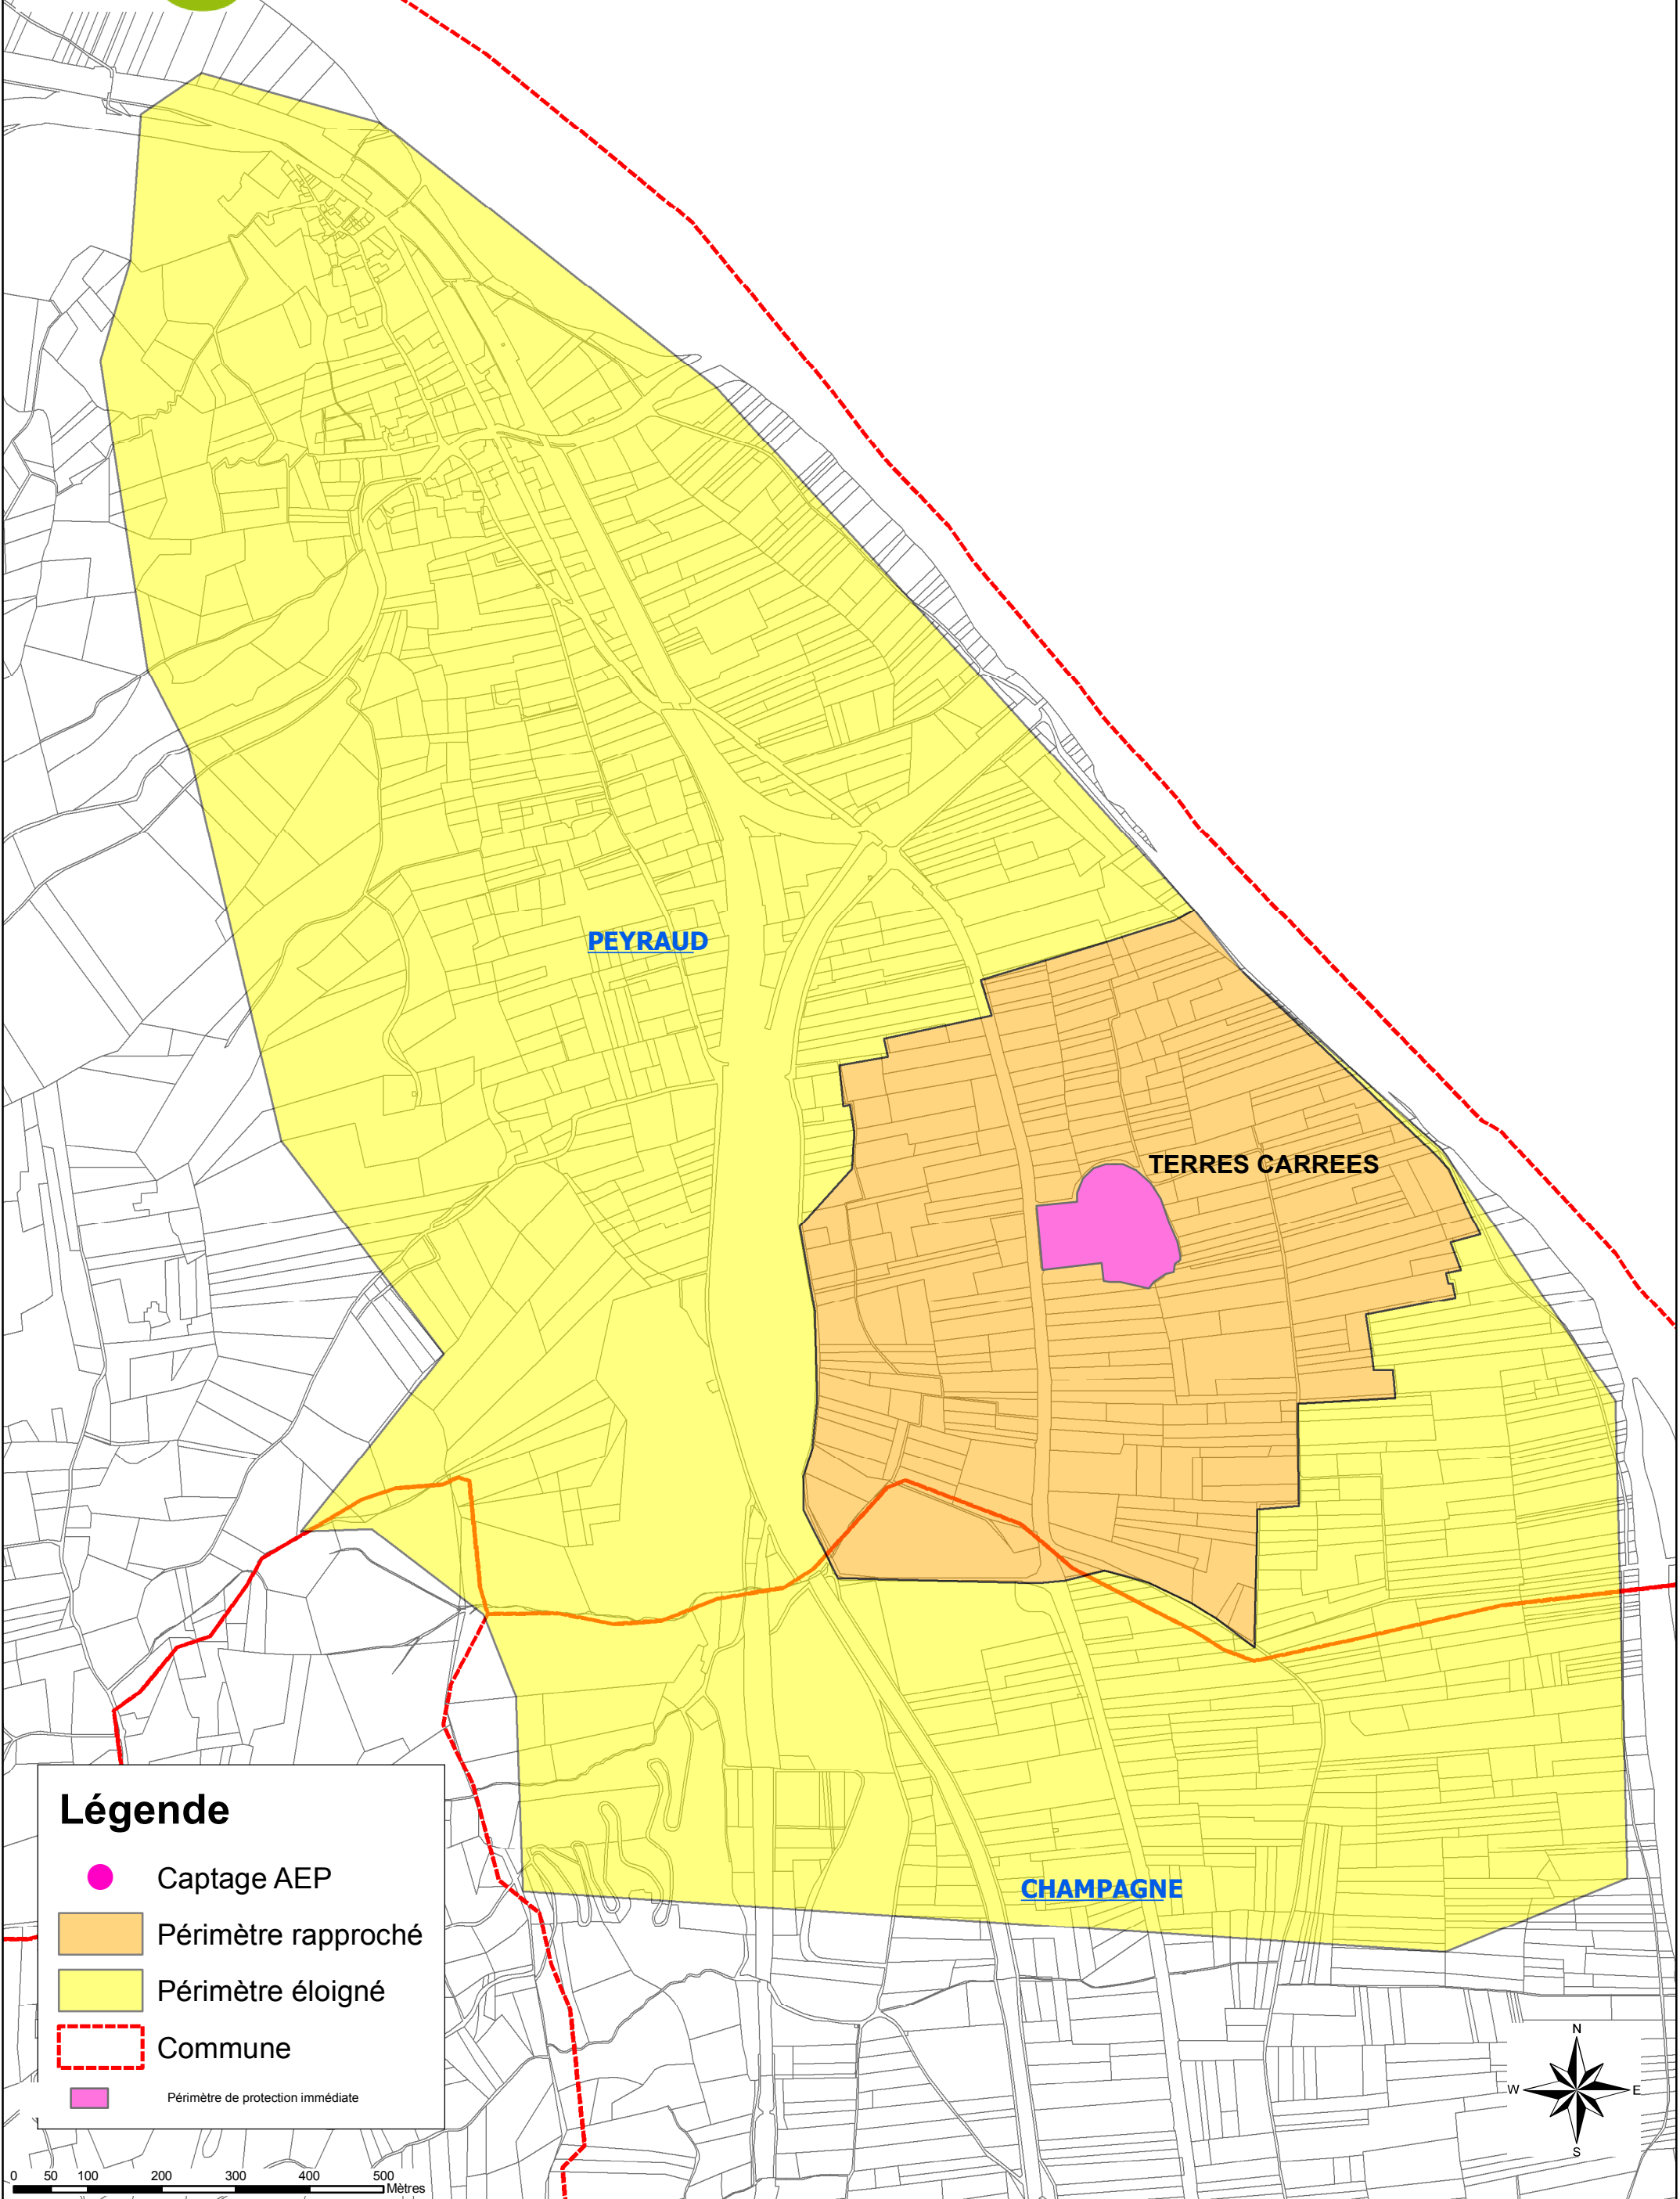 PEYRAUD
TERRES CARREES
CHAMPAGNE
Légende
Captage AEP
Périmètre rapproché
Périmètre éloigné
Commune
Périmètre de protection immédiate
N
W E
S
0 50 100 200 300 400 500
Mètres